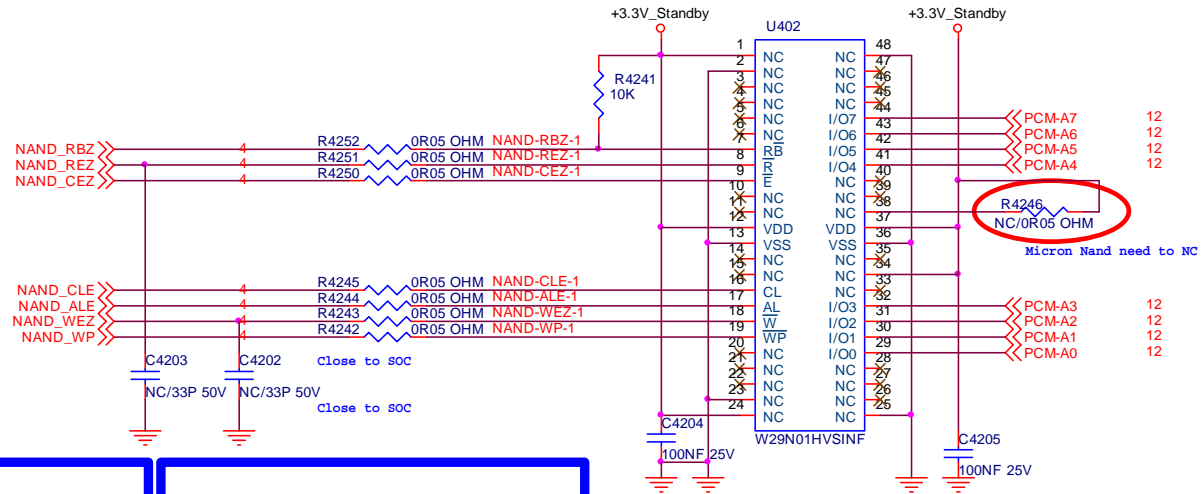 +3.3V_Standby
+3.3V_Standby
U402
1
NC
NC
48
2
NC
NC
47
3
NC
NC
46
4
NC
NC
45
5
NC
I/O7
44
PCM-A7
12
6
NC
I/O6
43
PCM-A6
12
7
RB
I/O5
42
PCM-A5
12
8
R
I/O4
41
PCM-A4
12
9
E
NC
40
10
NC
NC
39
11
NC
NC
38
12
VDD
VDD
37
13
VSS
VSS
36
14
NC
NC
35
15
NC
NC
34
16
CL
NC
33
17
AL
I/O3
32
PCM-A3
12
18
W
I/O2
31
PCM-A2
12
19
WP
I/O1
30
PCM-A1
12
20
NC
I/O0
29
PCM-A0
12
21
NC
NC
28
22
NC
NC
27
23
NC
NC
26
24
NC
NC
25
W29N01HVSINF
R4241
10K
NAND_RBZ
4
R4252
0R05 OHM
NAND-RBZ-1
NAND_REZ
4
R4251
0R05 OHM
NAND-REZ-1
NAND_CEZ
4
R4250
0R05 OHM
NAND-CEZ-1
R4246
NC/0R05 OHM
Micron Nand need to NC
NAND_CLE
4
R4245
0R05 OHM
NAND-CLE-1
NAND_ALE
4
R4244
0R05 OHM
NAND-ALE-1
NAND_WEZ
4
R4243
0R05 OHM
NAND-WEZ-1
NAND_WP
4
R4242
0R05 OHM
NAND-WP-1
C4203
NC/33P 50V
C4202
NC/33P 50V
Close to SOC
Close to SOC
C4204
100NF 25V
C4205
100NF 25V